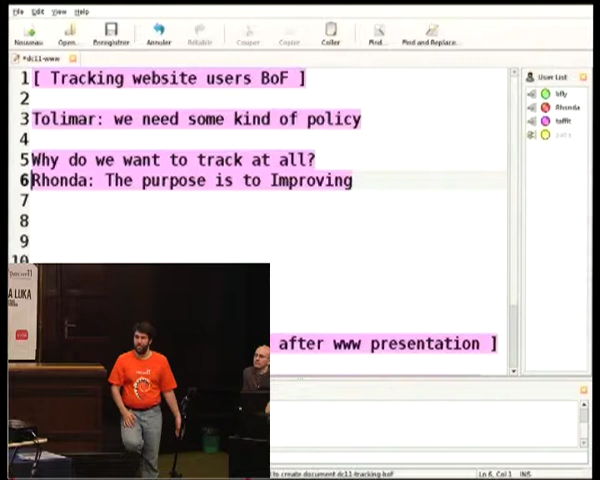 File Edit View Help
Nouveau Open... Enregistrer Annuler Rétablir Couper Copier Coller Find... Find and Replace...
*dc11-www
User List
1 [ Tracking website users BoF ]
2
3 Tolimar: we need some kind of policy
4
5 Why do we want to track at all?
6 Rhonda: The purpose is to Improving
7
8
9
10
Rhonda
taffit
A LUKA
after www presentation ]
to create document dc11-tracking-bof
Ln 6, Col 1 INS